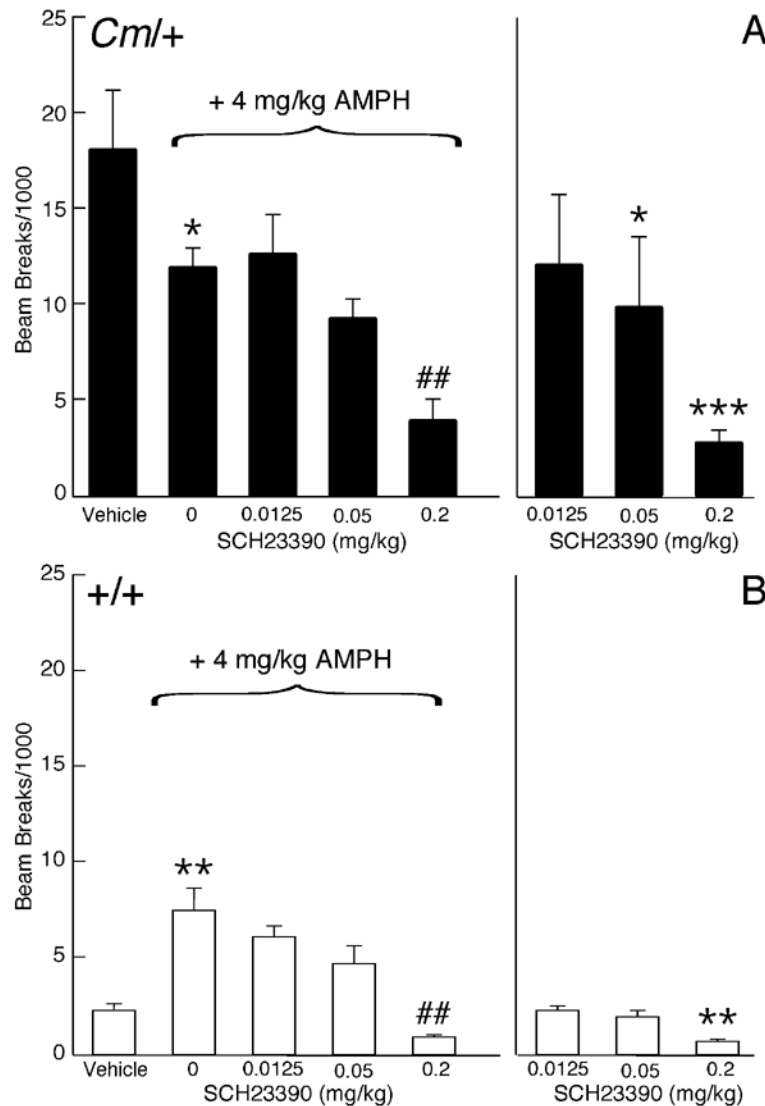 Cm/+
A
+ 4 mg/kg AMPH
25
20
15
10
5
0
Beam Breaks/1000
*
##
*
***
Vehicle 0 0.0125 0.05 0.2
SCH23390 (mg/kg)
0.0125 0.05 0.2
SCH23390 (mg/kg)
+/+
B
+ 4 mg/kg AMPH
25
20
15
10
5
0
Beam Breaks/1000
**
##
**
Vehicle 0 0.0125 0.05 0.2
SCH23390 (mg/kg)
0.0125 0.05 0.2
SCH23390 (mg/kg)